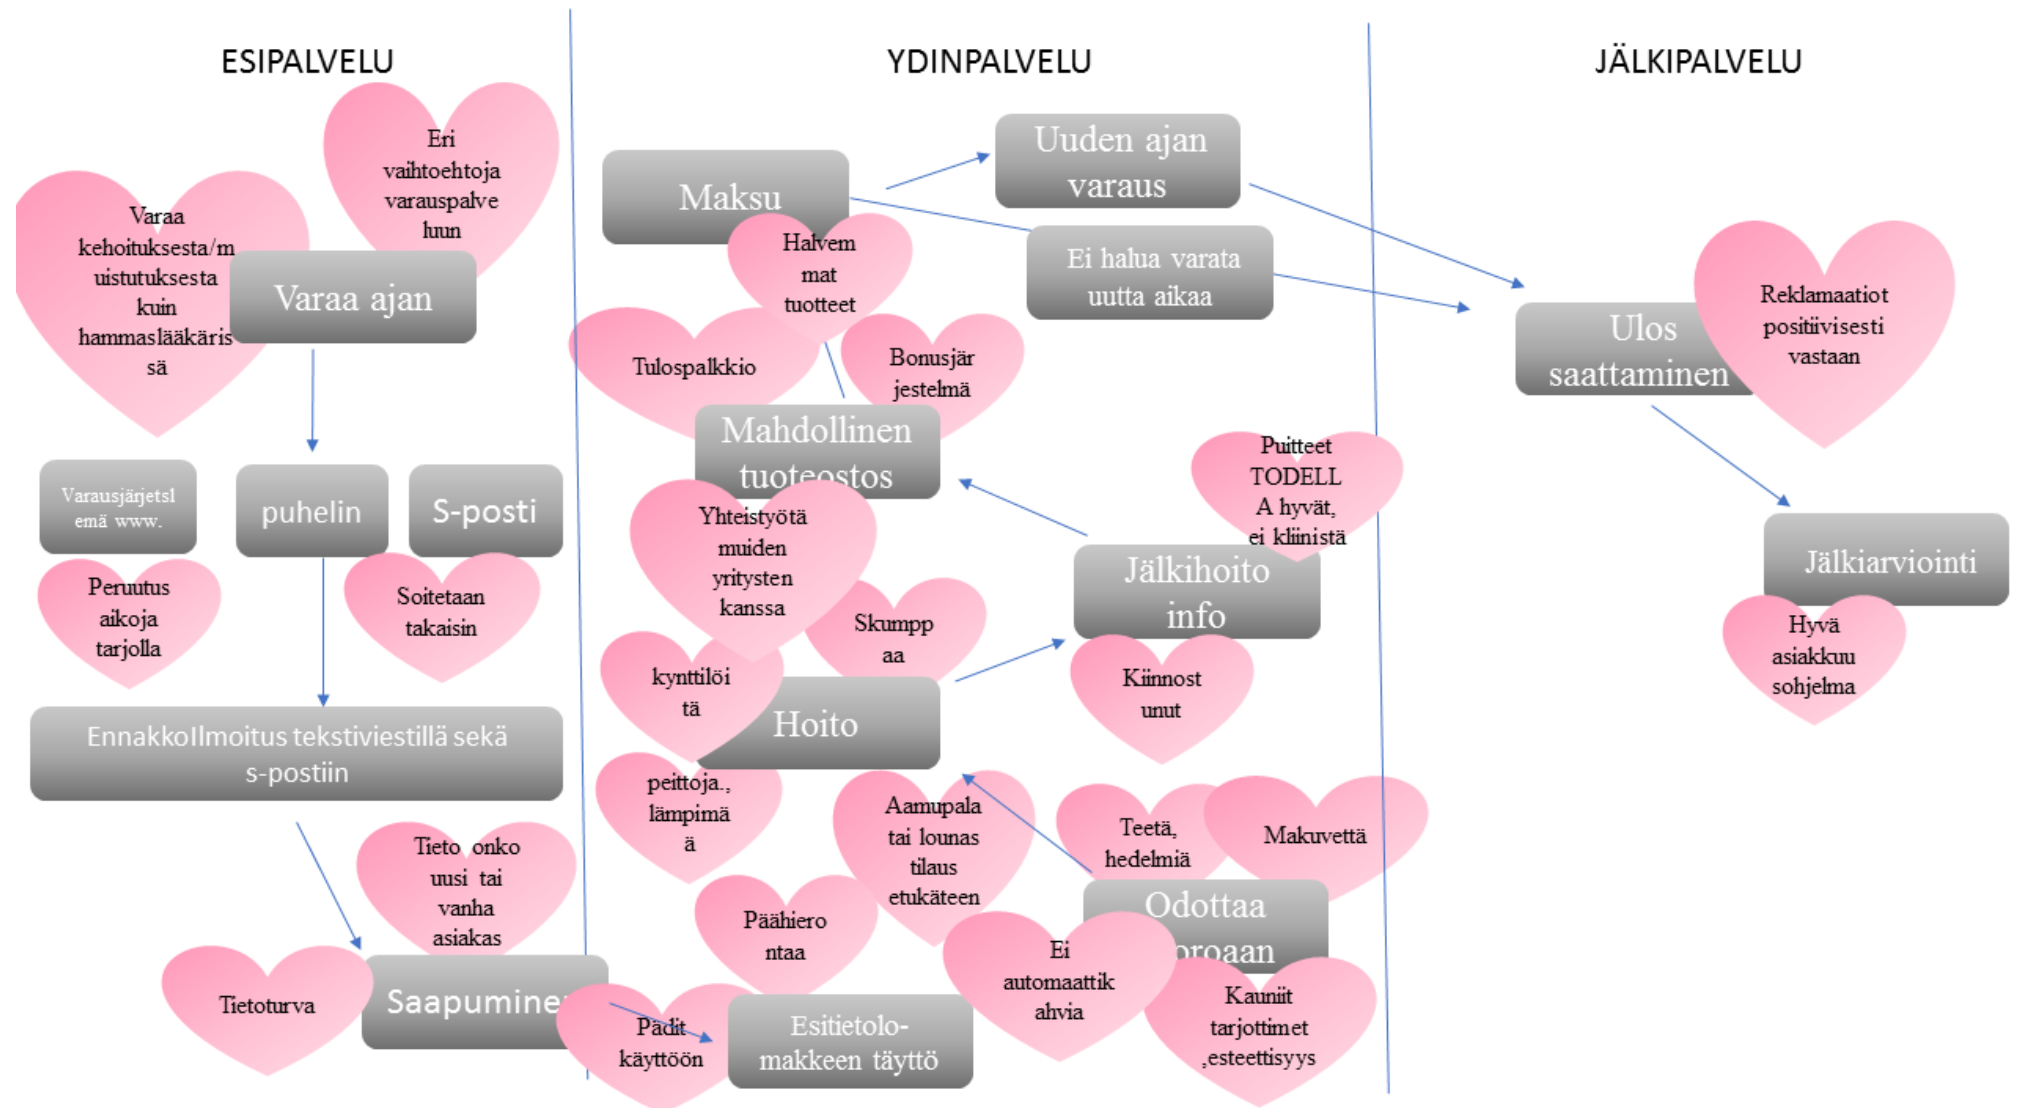 ESIPALVELU
YDINPALVELU
JÄLKIPALVELU
Eri
vaihtoehtoja
varauspalve
luun
Varaa
kehoituksesta/m
uistutuksesta
kuin
hammaslääkäris
sä
Varaa ajan
Varausjärjetsl
emä www.
puhelin
S-posti
Peruutus
aikoja
tarjolla
Soitetaan
takaisin
EnnakkoIlmoitus tekstiviestillä sekä
s-postiin
Tieto onko
uusi tai
vanha
asiakas
Tietoturva
Saapumine
Pädit
käyttöön
Esitietolo-
makkeen täyttö
Maksu
Uuden ajan
varaus
Ei halua varata
uutta aikaa
Halvem
mat
tuotteet
Tulospalkkio
Bonusjär
jestelmä
Mahdollinen
tuoteostos
Yhteistyötä
muiden
yritysten
kanssa
Skumpp
aa
kynttilöi
tä
Hoito
peittoja.,
lämpimä
ä
Päähiero
ntaa
Aamupala
tai lounas
tilaus
etukäteen
Puitteet
TODELL
A hyvät,
ei kliinistä
Jälkihoito
info
Kiinnost
unut
Teetä,
hedelmiä
Makuvettä
Odottaa
oroaan
Ei
automaattik
ahvia
Kauniit
tarjottimet
,esteettisyys
Ulos
saattaminen
Reklamaatiot
positiivisesti
vastaan
Jälkiarviointi
Hyvä
asiakkuu
sohjelma